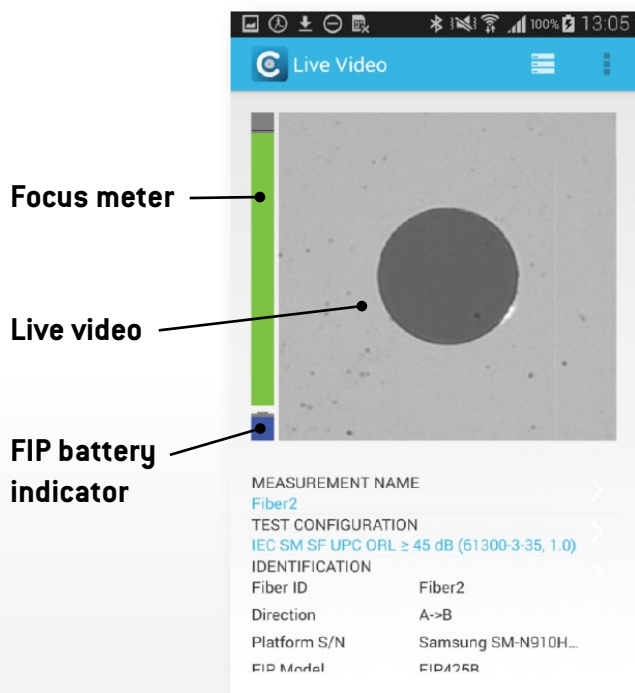 100% 13:05
Live Video
Focus meter
Live video
FIP battery
indicator
MEASUREMENT NAME
Fiber2
TEST CONFIGURATION
IEC SM SF UPC ORL ≥ 45 dB (61300-3-35, 1.0)
IDENTIFICATION
Fiber ID Fiber2
Direction A->B
Platform S/N Samsung SM-N910H...
FIP Model FIP425B